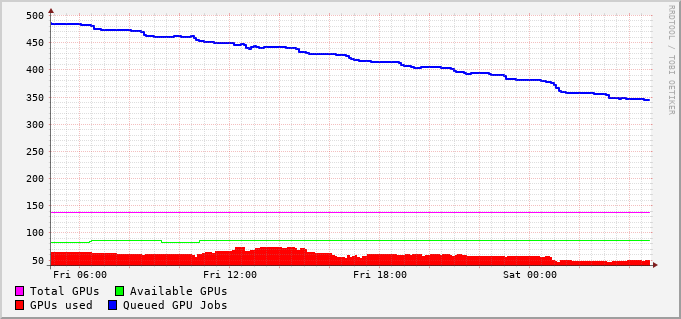 500
450
400
350
300
250
200
150
100
50
Fri 06:00 Fri 12:00 Fri 18:00 Sat 00:00
Total GPUs Available GPUs
GPUs used Queued GPU Jobs
RRDTOOL / TOBI OETIKER